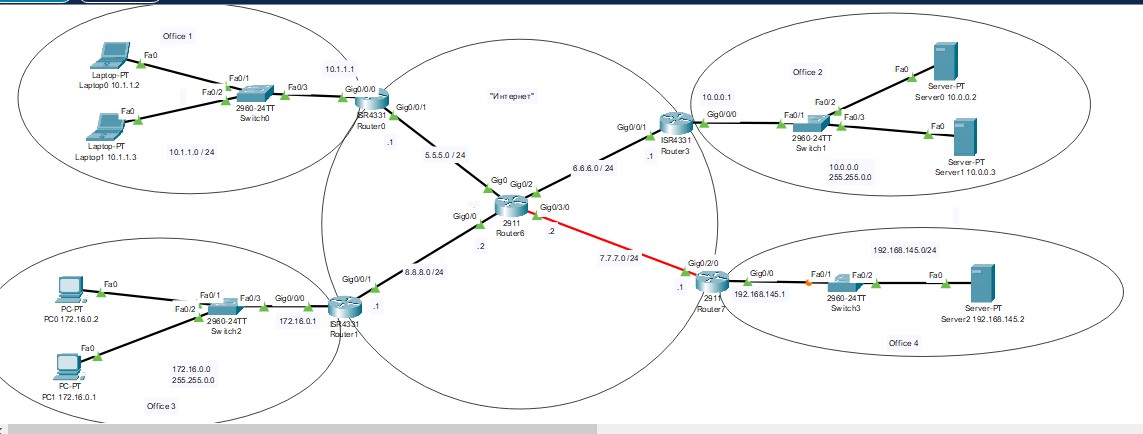 Office 1
Fa0
Laptop-PT
Laptop0 10.1.1.2
Fa0/1
Fa0/2
Fa0
Laptop-PT
Laptop1 10.1.1.3
2960-24TT
Switch0
Fa0/3
10.1.1.0 / 24
10.1.1.1
Gig0/0/0
ISR4331
Router0
Gig0/0/1
.1
"Интернет"
5.5.5.0 / 24
Gig0/2
Gig0/0
2911
Router6
.2
Gig0/3/0
.2
6.6.6.0 / 24
Gig0/0/1
.1
ISR4331
Router3
10.0.0.1
Gig0/0/0
Office 2
Fa0/1
Fa0/2
Fa0/3
2960-24TT
Switch1
10.0.0.0
255.255.0.0
Fa0
Server-PT
Server0 10.0.0.2
Fa0
Server-PT
Server1 10.0.0.3
Fa0
PC-PT
PC0 172.16.0.2
Fa0/1
Fa0/2
Fa0/3
2960-24TT
Switch2
Gig0/0/0
172.16.0.1
Fa0
PC-PT
PC1 172.16.0.1
172.16.0.0
255.255.0.0
Office 3
Gig0/0/1
.1
ISR4331
Router1
8.8.8.0 / 24
7.7.7.0 / 24
Gig0/2/0
.1
2911
Router7
Gig0/0
192.168.145.1
192.168.145.0/24
Fa0/1
Fa0/2
2960-24TT
Switch3
Fa0
Server-PT
Server2 192.168.145.2
Office 4